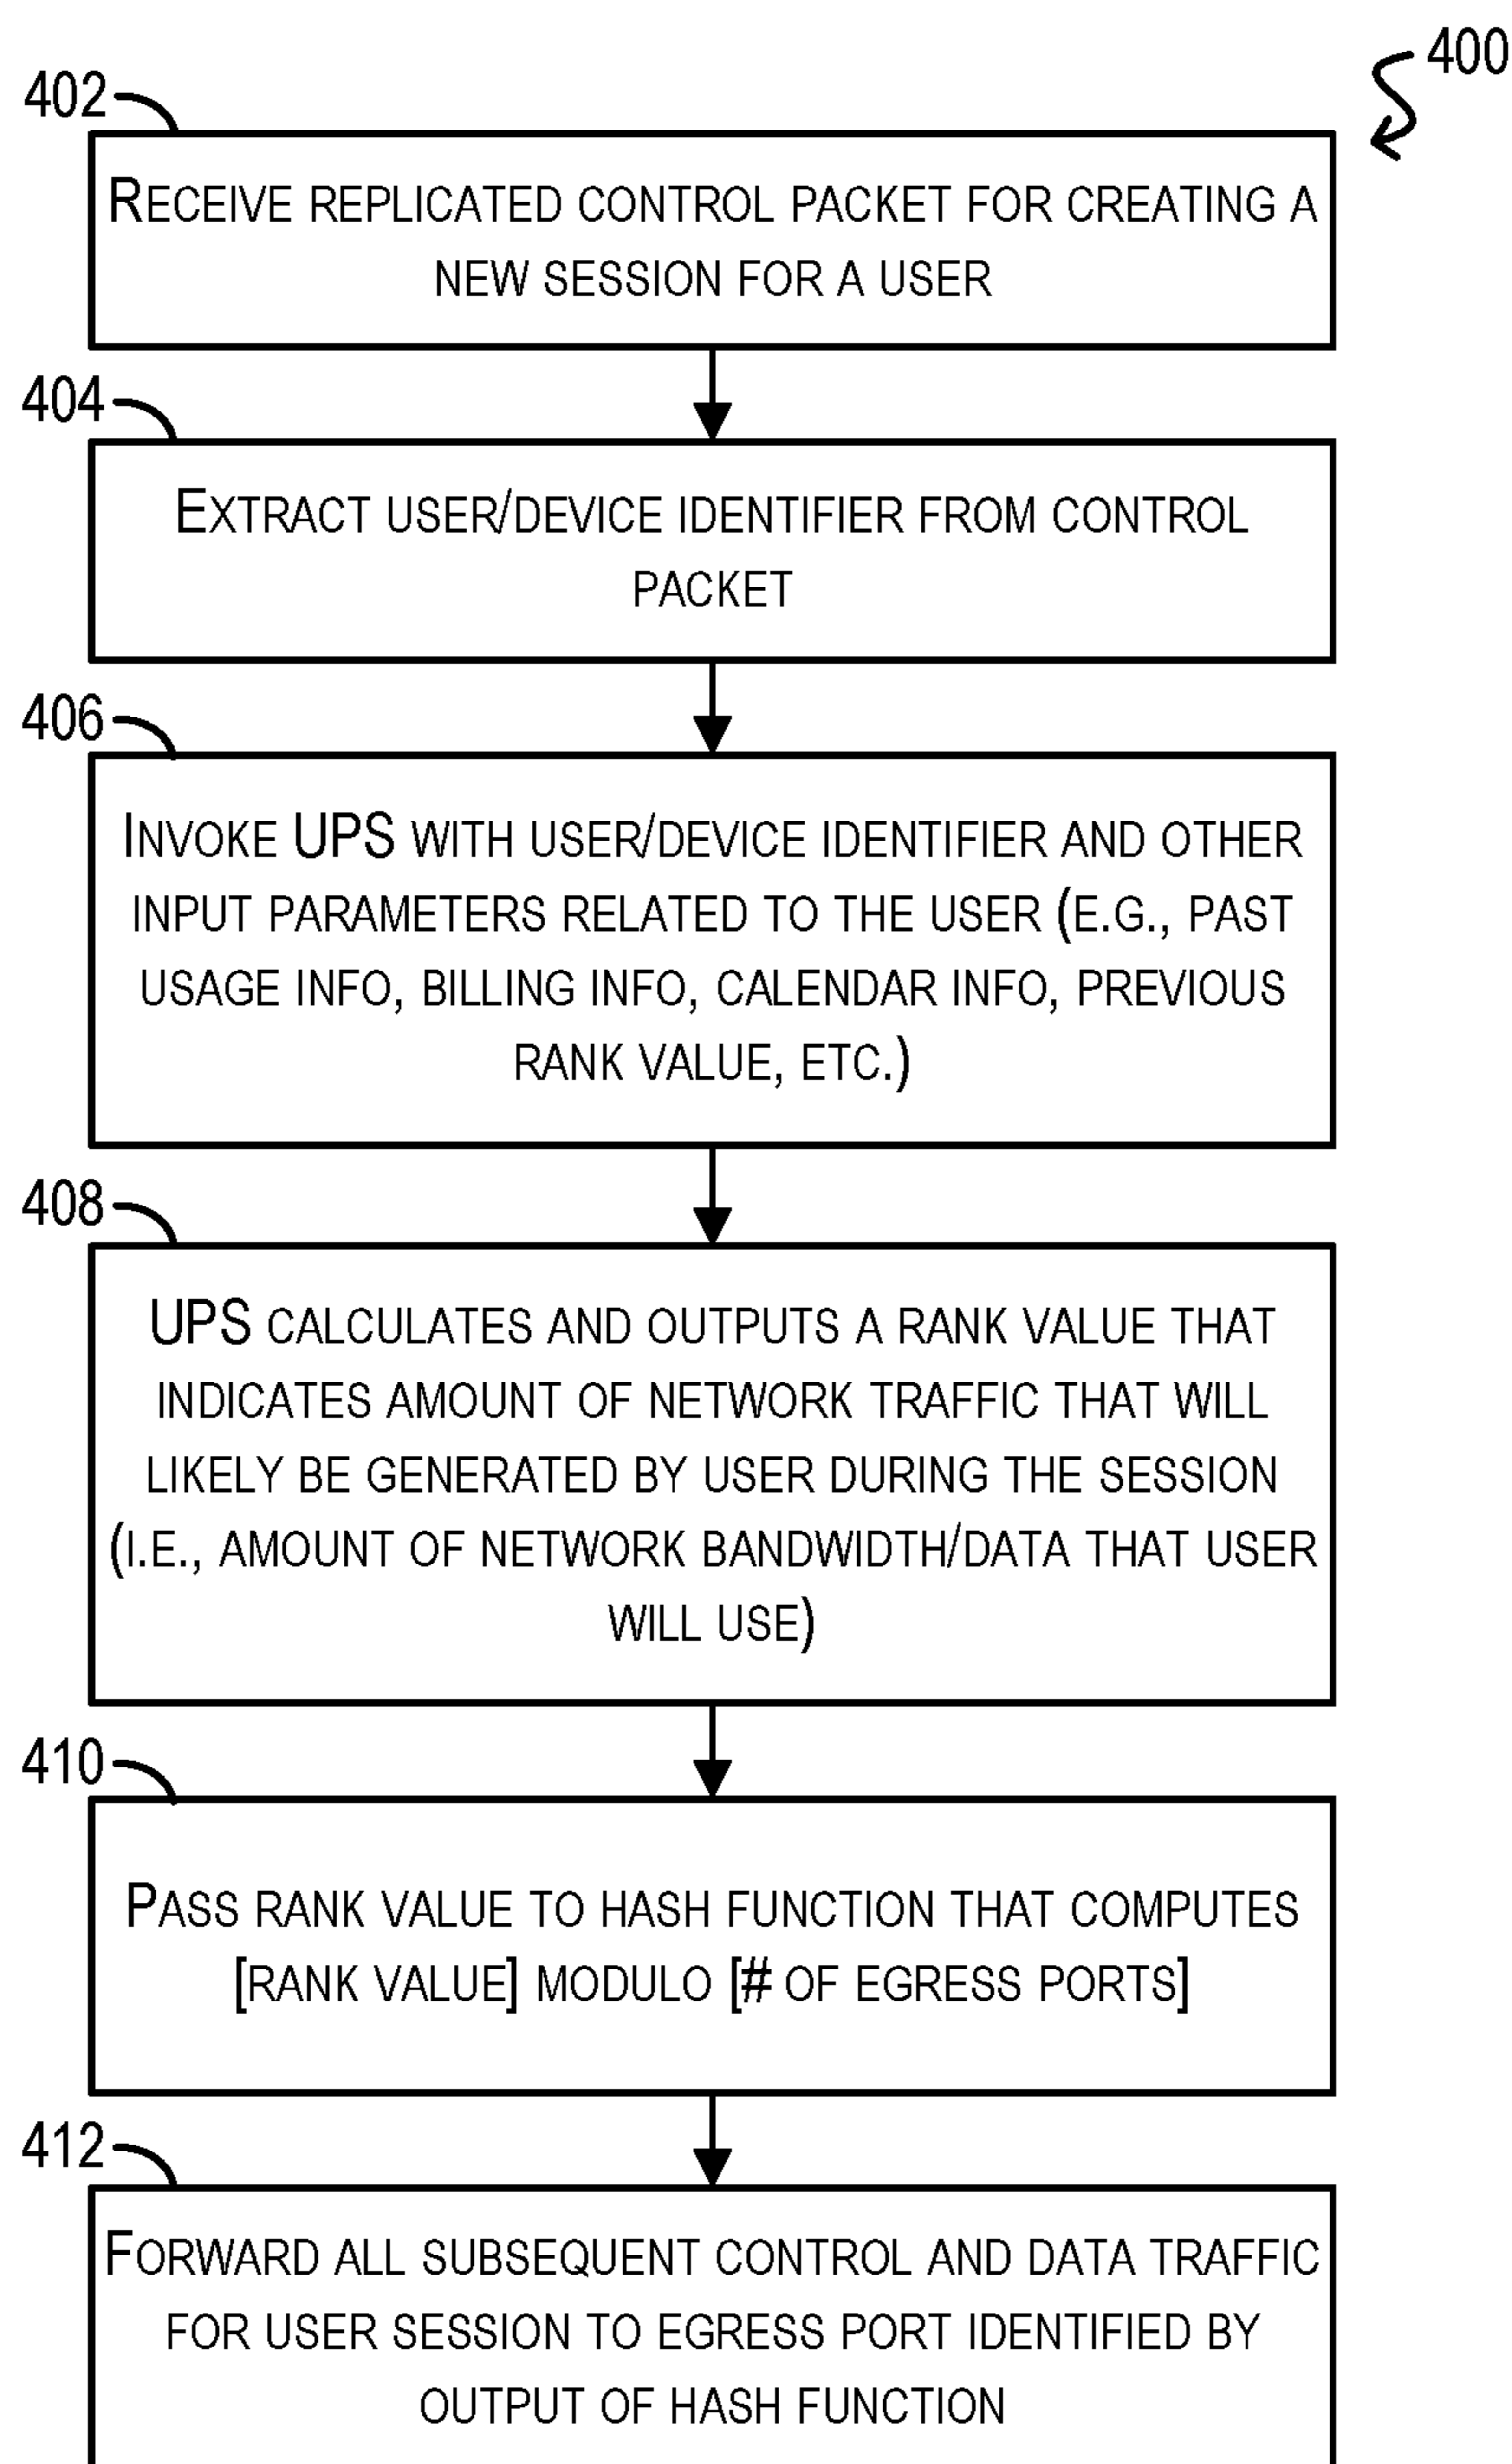 400
402
RECEIVE REPLICATED CONTROL PACKET FOR CREATING A
NEW SESSION FOR A USER
404
EXTRACT USER/DEVICE IDENTIFIER FROM CONTROL
PACKET
406
INVOKE UPS WITH USER/DEVICE IDENTIFIER AND OTHER
INPUT PARAMETERS RELATED TO THE USER (E.G., PAST
USAGE INFO, BILLING INFO, CALENDAR INFO, PREVIOUS
RANK VALUE, ETC.)
408
UPS CALCULATES AND OUTPUTS A RANK VALUE THAT
INDICATES AMOUNT OF NETWORK TRAFFIC THAT WILL
LIKELY BE GENERATED BY USER DURING THE SESSION
(I.E., AMOUNT OF NETWORK BANDWIDTH/DATA THAT USER
WILL USE)
410
PASS RANK VALUE TO HASH FUNCTION THAT COMPUTES
[RANK VALUE] MODULO [# OF EGRESS PORTS]
412
FORWARD ALL SUBSEQUENT CONTROL AND DATA TRAFFIC
FOR USER SESSION TO EGRESS PORT IDENTIFIED BY
OUTPUT OF HASH FUNCTION